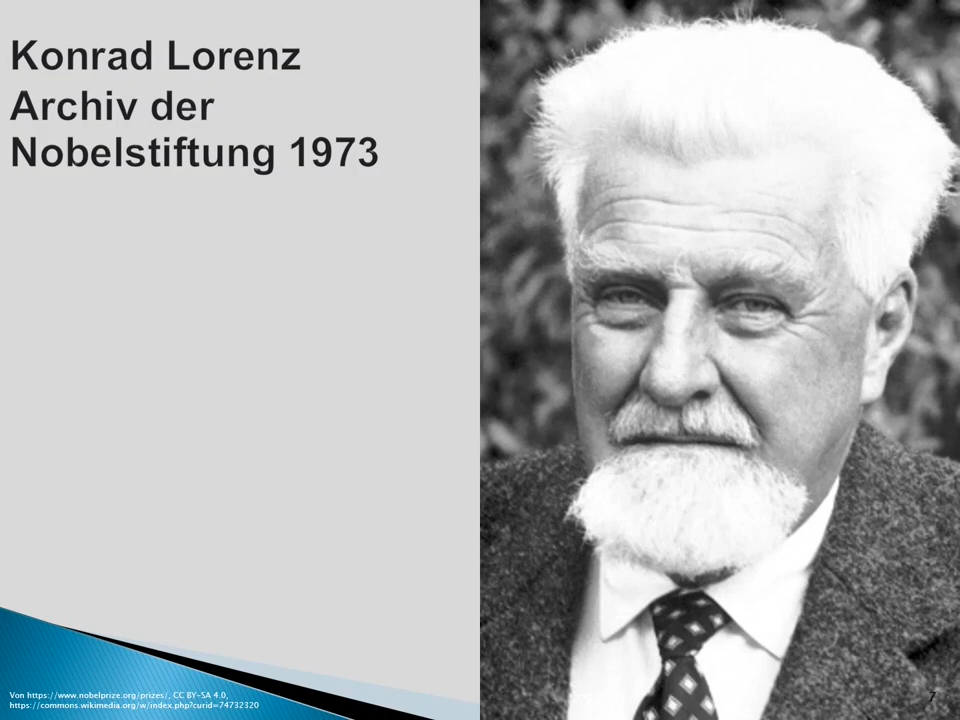 Konrad Lorenz
Archiv der
Nobelstiftung 1973
Von https://www.nobelprize.org/prizes/, CC BY-SA 4.0,
https://commons.wikimedia.org/w/index.php?curid=74732320
7